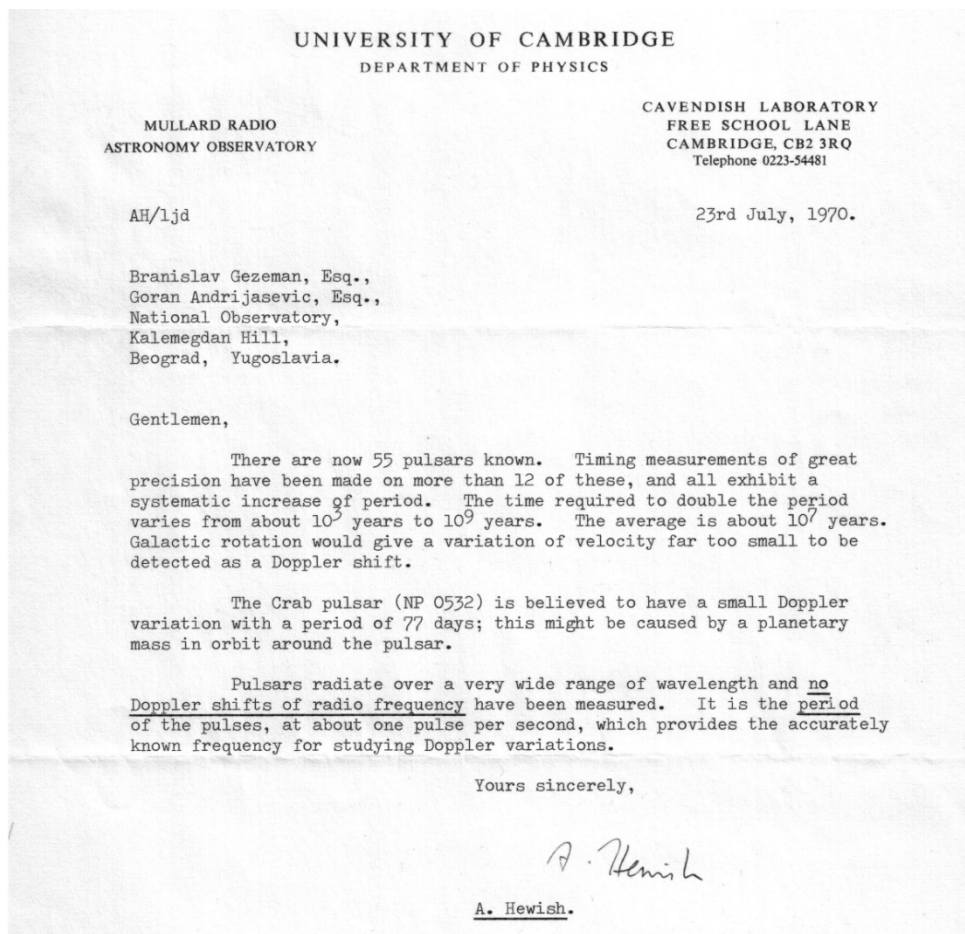 UNIVERSITY OF CAMBRIDGE
DEPARTMENT OF PHYSICS
MULLARD RADIO
ASTRONOMY OBSERVATORY
CAVENDISH LABORATORY
FREE SCHOOL LANE
CAMBRIDGE, CB2 3RQ
Telephone 0223-54481
AH/ljd
23rd July, 1970.
Branislav Gezeman, Esq.,
Goran Andrijasevic, Esq.,
National Observatory,
Kalemegdan Hill,
Beograd, Yugoslavia.
Gentlemen,
There are now 55 pulsars known. Timing measurements of great
precision have been made on more than 12 of these, and all exhibit a
systematic increase of period. The time required to double the period
varies from about 10³ years to 10⁹ years. The average is about 10⁷ years.
Galactic rotation would give a variation of velocity far too small to be
detected as a Doppler shift.
The Crab pulsar (NP 0532) is believed to have a small Doppler
variation with a period of 77 days; this might be caused by a planetary
mass in orbit around the pulsar.
Pulsars radiate over a very wide range of wavelength and no
Doppler shifts of radio frequency have been measured. It is the period
of the pulses, at about one pulse per second, which provides the accurately
known frequency for studying Doppler variations.
Yours sincerely,
A. Hewish
A. Hewish.